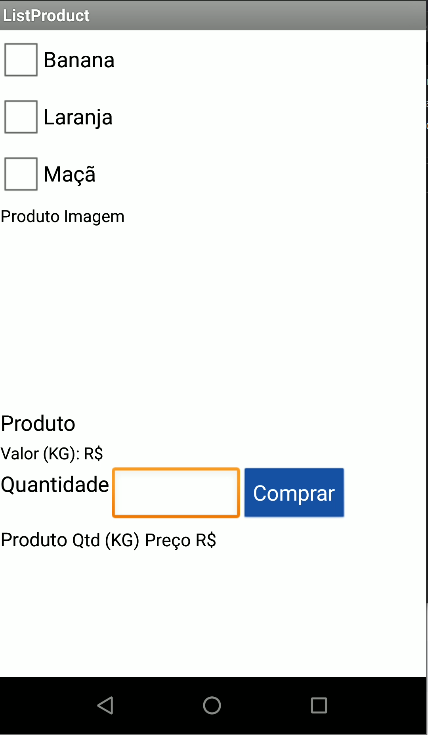 ListProduct
Banana
Laranja
Maçã
Produto Imagem
Produto
Valor (KG): R$
Quantidade Comprar
Produto Qtd (KG) Preço R$